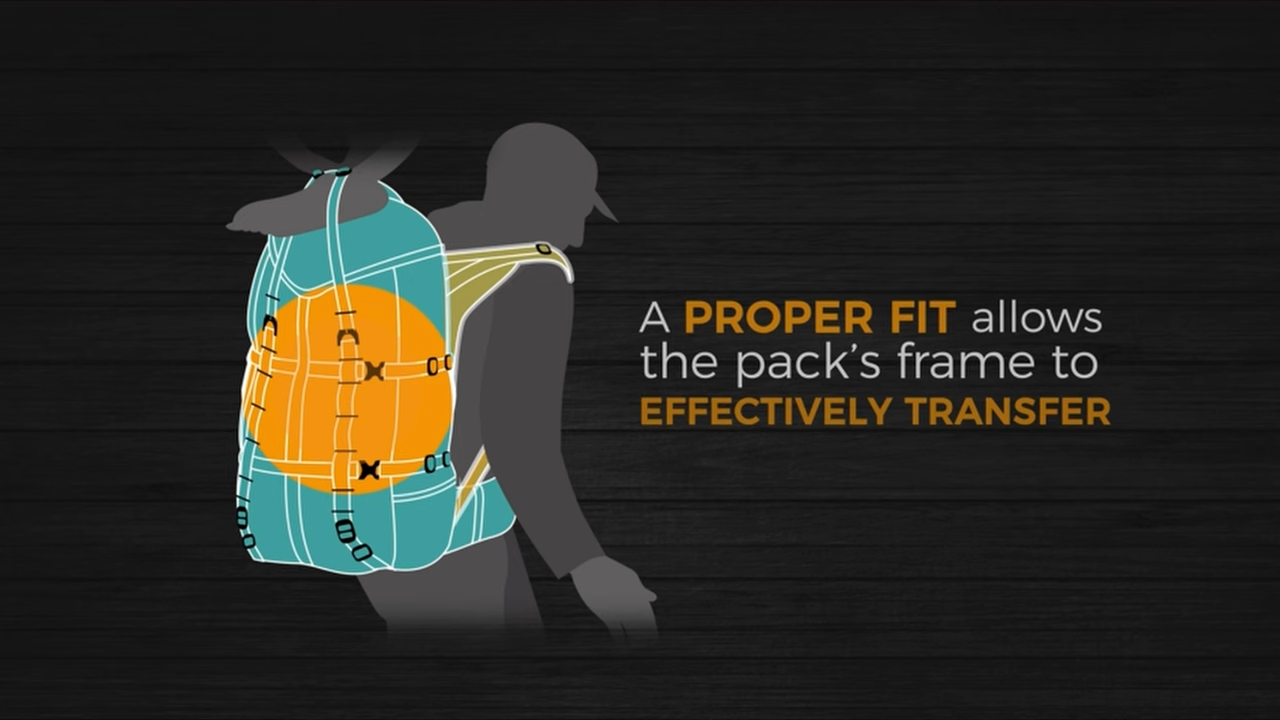 A PROPER FIT allows
the pack’s frame to
EFFECTIVELY TRANSFER